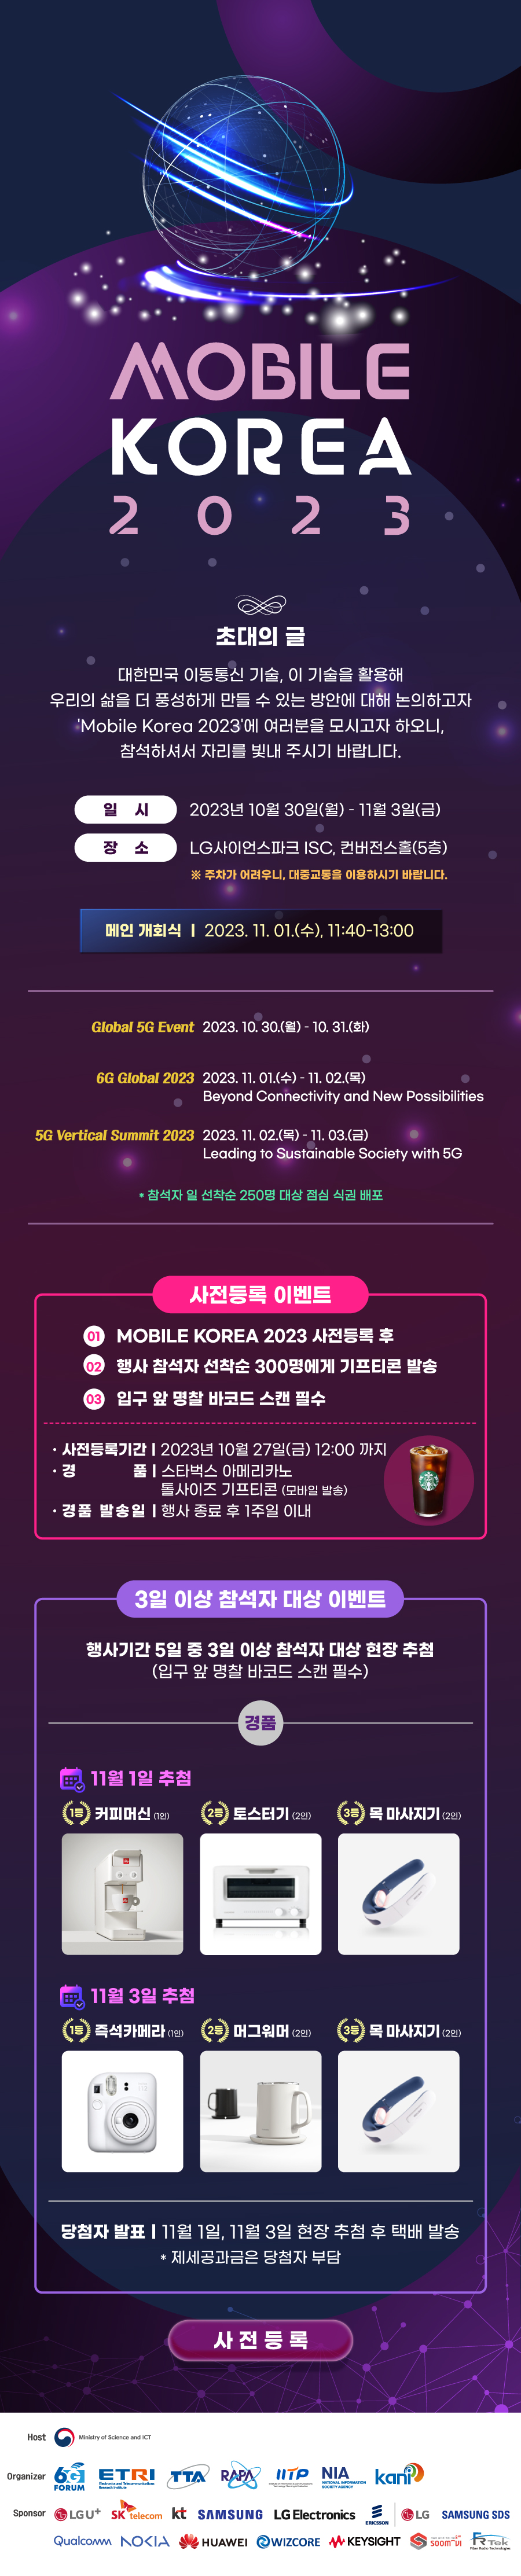 MOBILE
KOREA
2023
초대의 글
대한민국 이동통신 기술, 이 기술을 활용해
우리의 삶을 더 풍성하게 만들 수 있는 방안에 대해 논의하고자
'Mobile Korea 2023'에 여러분을 모시고자 하오니,
참석하셔서 자리를 빛내 주시기 바랍니다.
일 시 2023년 10월 30일(월) - 11월 3일(금)
장 소 LG사이언스파크 ISC, 컨버전스홀(5층)
※ 주차가 어려우니, 대중교통을 이용하시기 바랍니다.
메인 개회식 | 2023. 11. 01.(수), 11:40-13:00
Global 5G Event 2023. 10. 30.(월) - 10. 31.(화)
6G Global 2023 2023. 11. 01.(수) - 11. 02.(목)
Beyond Connectivity and New Possibilities
5G Vertical Summit 2023 2023. 11. 02.(목) - 11. 03.(금)
Leading to Sustainable Society with 5G
* 참석자 일 선착순 250명 대상 점심 식권 배포
사전등록 이벤트
01 MOBILE KOREA 2023 사전등록 후
02 행사 참석자 선착순 300명에게 기프티콘 발송
03 입구 앞 명찰 바코드 스캔 필수
· 사전등록기간 | 2023년 10월 27일(금) 12:00 까지
· 경 품 | 스타벅스 아메리카노
톨사이즈 기프티콘 (모바일 발송)
· 경품 발송일 | 행사 종료 후 1주일 이내
3일 이상 참석자 대상 이벤트
행사기간 5일 중 3일 이상 참석자 대상 현장 추첨
(입구 앞 명찰 바코드 스캔 필수)
경품
11월 1일 추첨
1등 커피머신 (1인) 2등 토스터기 (2인) 3등 목 마사지기 (2인)
11월 3일 추첨
1등 즉석카메라 (1인) 2등 머그워머 (2인) 3등 목 마사지기 (2인)
당첨자 발표 | 11월 1일, 11월 3일 현장 추첨 후 택배 발송
* 제세공과금은 당첨자 부담
사전등록
Host Ministry of Science and ICT
Organizer 6G FORUM ETRI Electronics and Telecommunications Research Institute TTA RAPA IITP NIA NATIONAL INFORMATION SOCIETY AGENCY kani
Sponsor LG U+ SK telecom kt SAMSUNG LG Electronics ERICSSON LG SAMSUNG SDS
Qualcomm NOKIA HUAWEI WIZCORE KEYSIGHT SOOM VI FRTek Fiber Radio Technologies